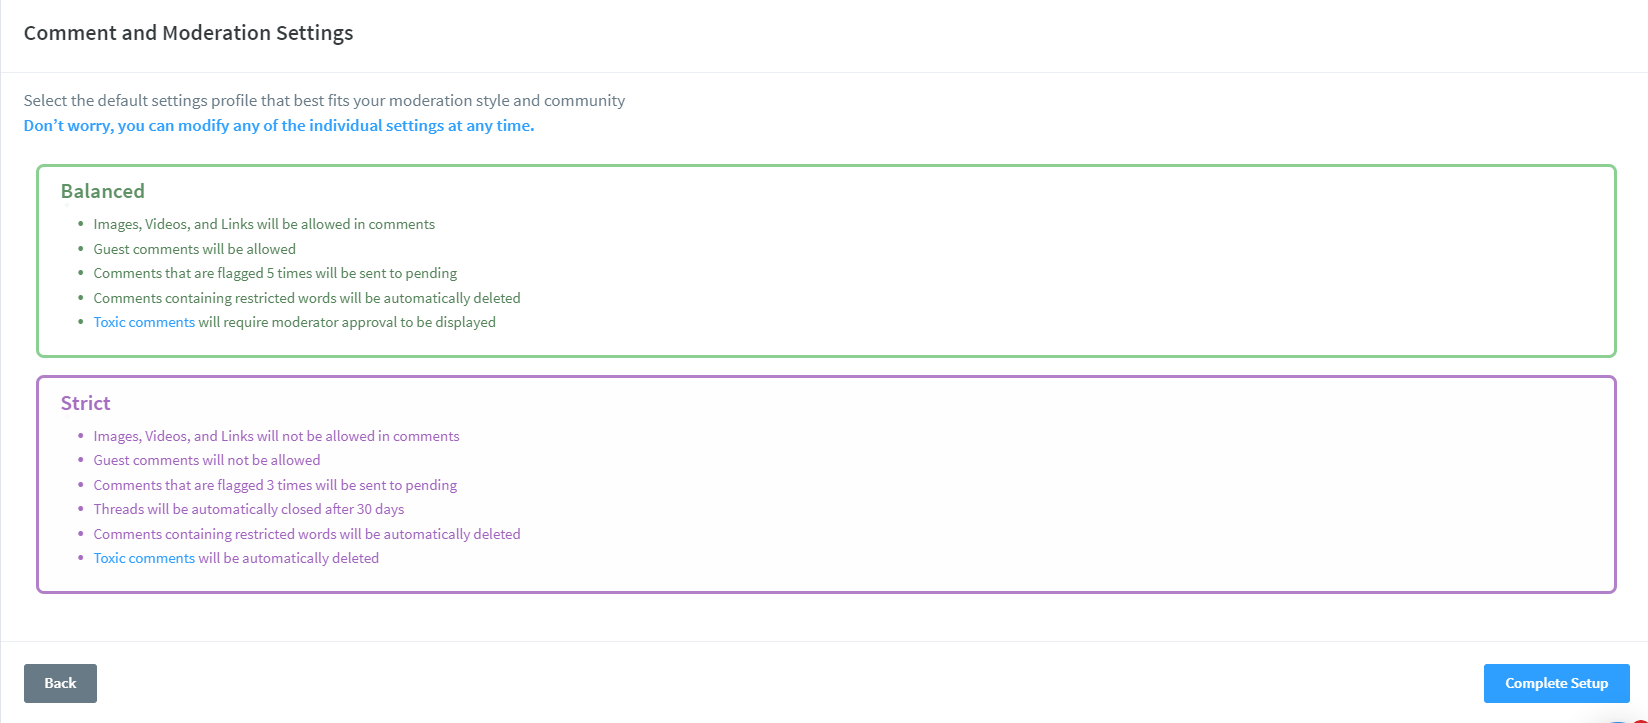 Comment and Moderation Settings
Select the default settings profile that best fits your moderation style and community
Don't worry, you can modify any of the individual settings at any time.
Balanced
• Images, Videos, and Links will be allowed in comments
• Guest comments will be allowed
• Comments that are flagged 5 times will be sent to pending
• Comments containing restricted words will be automatically deleted
• Toxic comments will require moderator approval to be displayed
Strict
• Images, Videos, and Links will not be allowed in comments
• Guest comments will not be allowed
• Comments that are flagged 3 times will be sent to pending
• Threads will be automatically closed after 30 days
• Comments containing restricted words will be automatically deleted
• Toxic comments will be automatically deleted
Back
Complete Setup